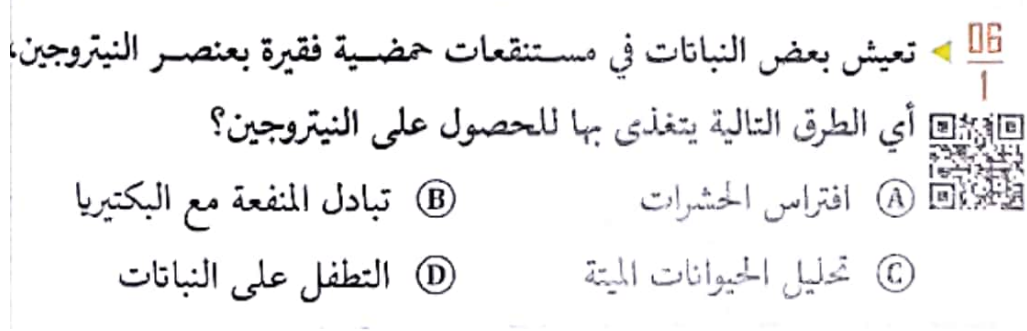 06
1
تعيش بعض النباتات في مستنقعات حمضية فقيرة بعنصر النيتروجين،
أي الطرق التالية يتغذى بها للحصول على النيتروجين؟
A افتراس الحشرات
B تبادل المنفعة مع البكتيريا
C تحليل الحيوانات الميتة
D التطفل على النباتات